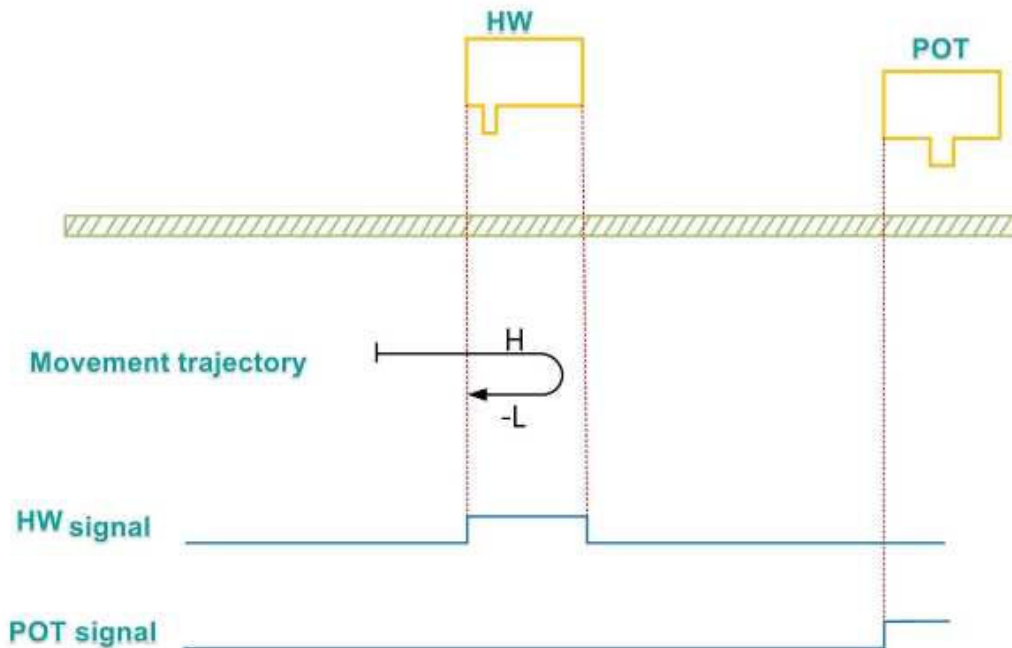 HW
POT
H
Movement trajectory
-L
HW signal
POT signal